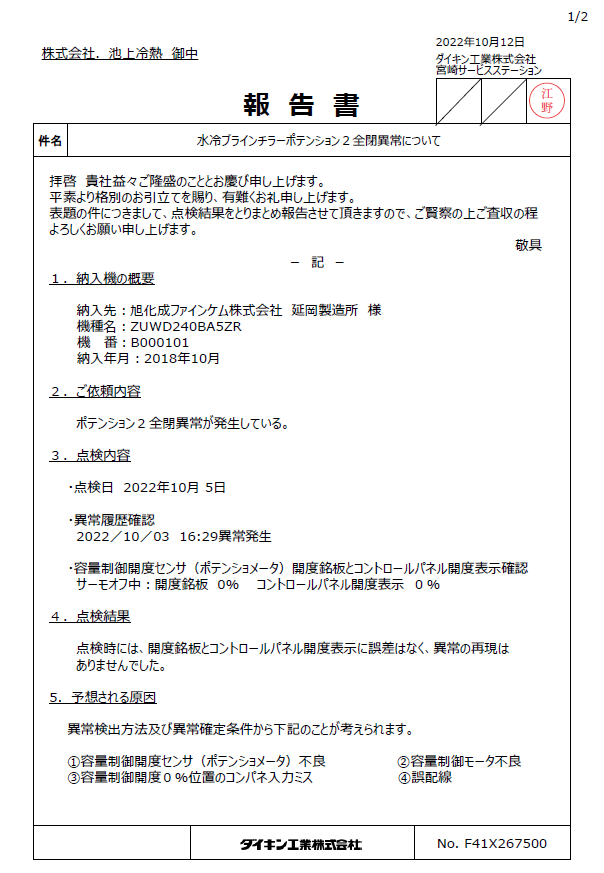 1/2
株式会社．池上冷熱 御中
2022年10月12日
ダイキン工業株式会社
宮崎サービスステーション
江野
報 告 書
件名
水冷ブラインチラーポテンション２全閉異常について
拝啓 貴社益々ご隆盛のこととお慶び申し上げます。
平素より格別のお引立てを賜り、有難くお礼申し上げます。
表題の件につきまして、点検結果をとりまとめ報告させて頂きますので、ご賢察の上ご査収の程
よろしくお願い申し上げます。
敬具
－ 記 －
１．納入機の概要
納入先：旭化成ファインケム株式会社 延岡製造所 様
機種名：ZUWD240BA5ZR
機 番：B000101
納入年月：2018年10月
２．ご依頼内容
ポテンション２全閉異常が発生している。
３．点検内容
・点検日 2022年10月 5日
・異常履歴確認
2022／10／03 16:29異常発生
・容量制御開度センサ（ポテンショメータ）開度銘板とコントロールパネル開度表示確認
サーモオフ中：開度銘板 0% コントロールパネル開度表示 ０％
４．点検結果
点検時には、開度銘板とコントロールパネル開度表示に誤差はなく、異常の再現は
ありませんでした。
5．予想される原因
異常検出方法及び異常確定条件から下記のことが考えられます。
①容量制御開度センサ（ポテンショメータ）不良 ②容量制御モータ不良
③容量制御開度０％位置のコンパネ入力ミス ④誤配線
ダイキン工業株式会社
No. F41X267500